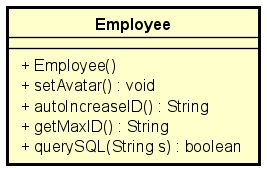 Employee
+ Employee()
+ setAvatar() : void
+ autoIncreaseID() : String
+ getMaxID() : String
+ querySQL(String s) : boolean